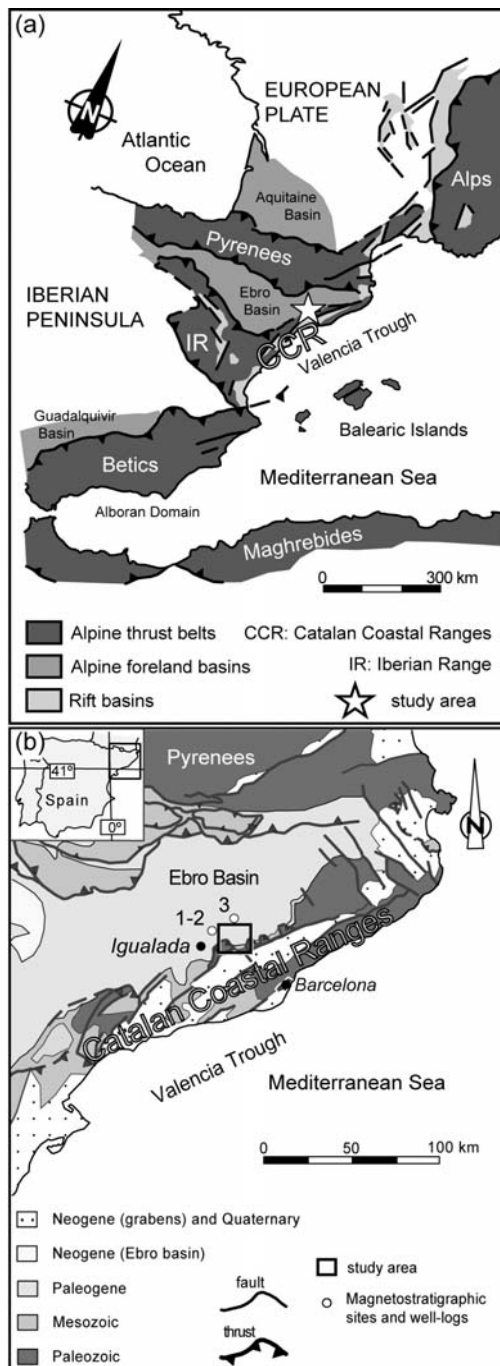 (a)
N
EUROPEAN
PLATE
Atlantic
Ocean
Alps
Aquitaine
Basin
Pyrenees
IBERIAN
PENINSULA
Ebro
Basin
IR
CCR
Valencia Trough
Guadalquivir
Basin
Balearic Islands
Betics
Mediterranean Sea
Alboran Domain
Maghrebides
0 300 km
Alpine thrust belts CCR: Catalan Coastal Ranges
Alpine foreland basins IR: Iberian Range
Rift basins study area
(b)
41º
Spain
0º
Pyrenees
N
Ebro Basin
3
1-2
Igualada
Catalan Coastal Ranges
Barcelona
Valencia Trough
Mediterranean Sea
0 50 100 km
Neogene (grabens) and Quaternary
Neogene (Ebro basin)
Paleogene
Mesozoic
Paleozoic
fault
thrust
study area
Magnetostratigraphic
sites and well-logs